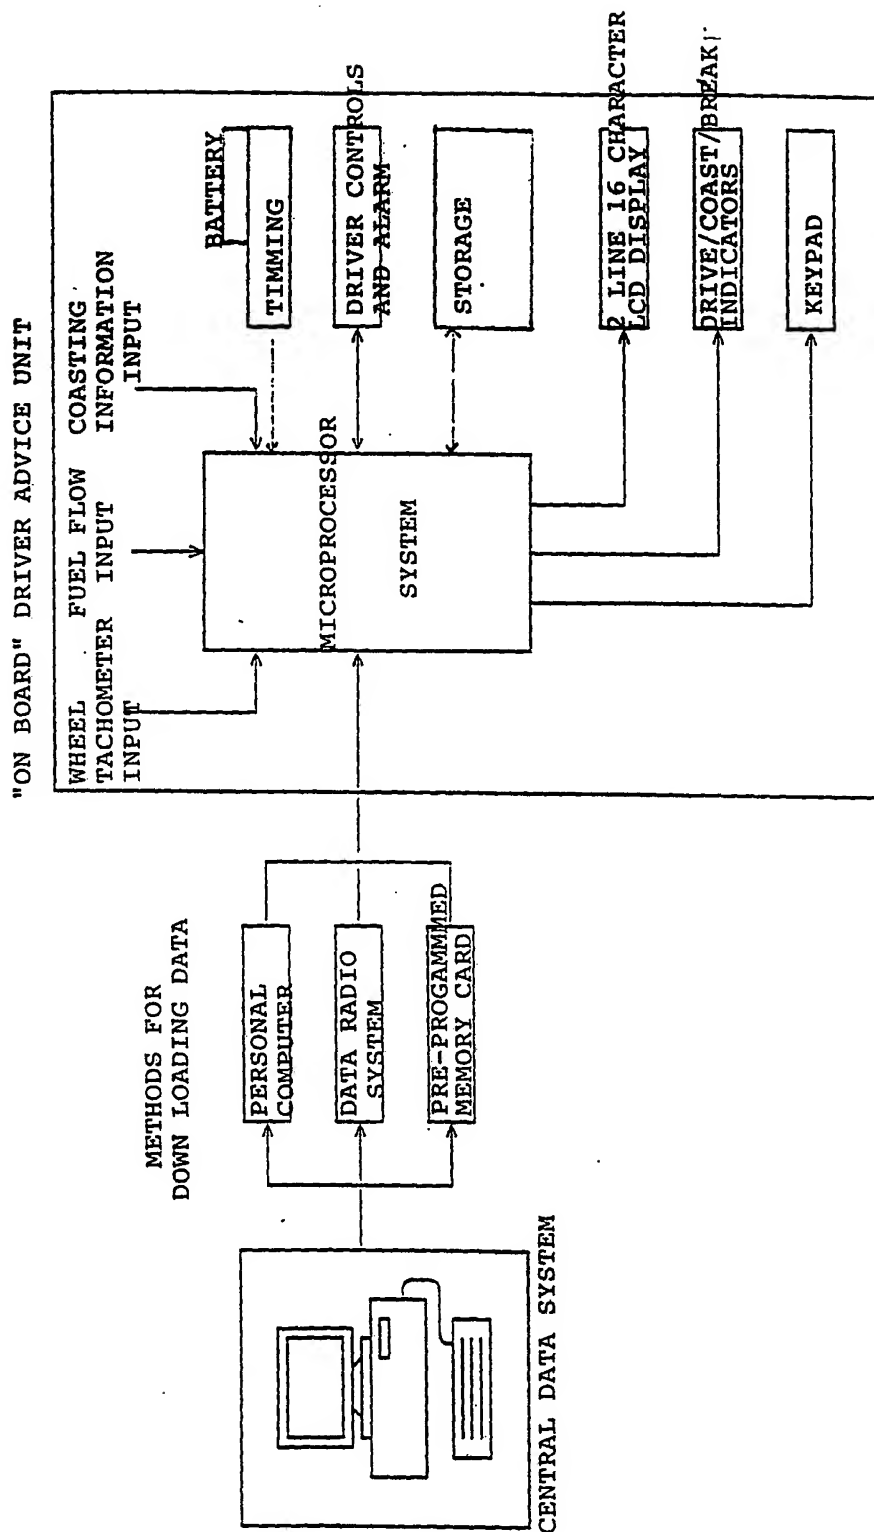 "ON BOARD" DRIVER ADVICE UNIT
METHODS FOR
DOWN LOADING DATA
CENTRAL DATA SYSTEM
PERSONAL
COMPUTER
DATA RADIO
SYSTEM
PRE-PROGAMMMED
MEMORY CARD
WHEEL
TACHOMETER
INPUT
FUEL FLOW
INPUT
COASTING
INFORMATION
INPUT
MICROPROCESSOR
SYSTEM
BATTERY
TIMMING
DRIVER CONTROLS
AND ALARM
STORAGE
2 LINE 16 CHARACTER
LCD DISPLAY
DRIVE/COAST/BREAK
INDICATORS
KEYPAD